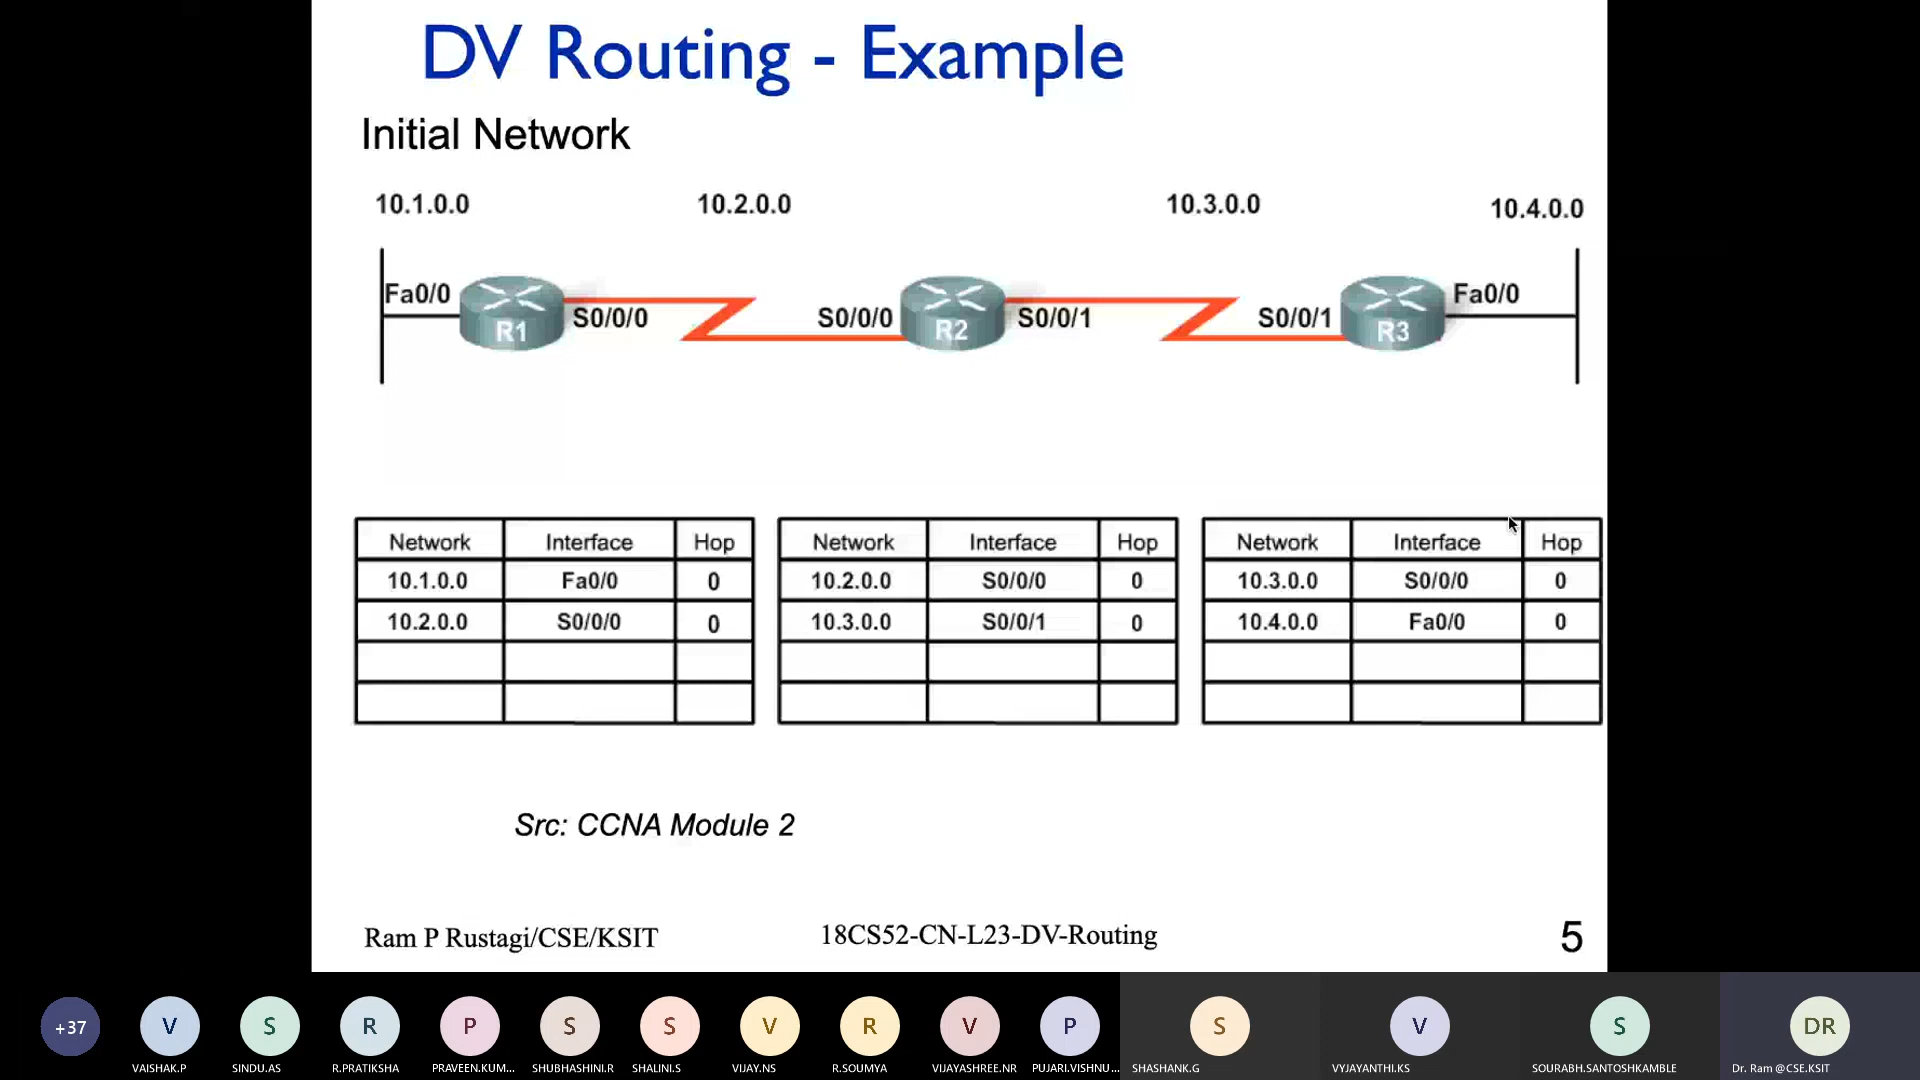 DV Routing - Example
Initial Network
10.1.0.0 10.2.0.0 10.3.0.0 10.4.0.0
Fa0/0 R1 S0/0/0 S0/0/0 R2 S0/0/1 S0/0/1 R3 Fa0/0
Network Interface Hop Network Interface Hop Network Interface Hop
10.1.0.0 Fa0/0 0 10.2.0.0 S0/0/0 0 10.3.0.0 S0/0/0 0
10.2.0.0 S0/0/0 0 10.3.0.0 S0/0/1 0 10.4.0.0 Fa0/0 0
Src: CCNA Module 2
Ram P Rustagi/CSE/KSIT 18CS52-CN-L23-DV-Routing 5
+37 V S R P S S V R V P S V S DR
VAISHAK.P SINDU.AS R.PRATIKSHA PRAVEEN.KUM... SHUBHASHINI.R SHALINI.S VIJAY.NS R.SOUMYA VIJAYASHREE.NR PUJARI.VISHNU... SHASHANK.G VYJAYANTHI.KS SOURABH.SANTOSHKAMBLE Dr. Ram @CSE.KSIT